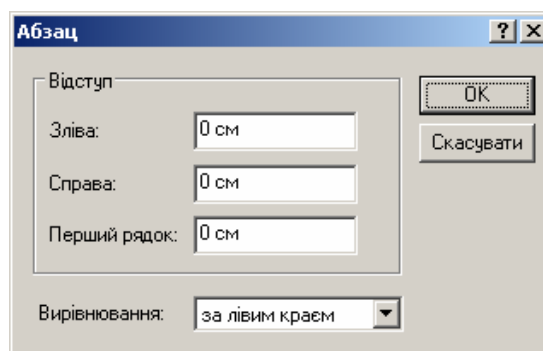 Абзац
Відступ
Зліва: 0 см
Справа: 0 см
Перший рядок: 0 см
Вирівнювання: за лівим краєм
OK
Скасувати